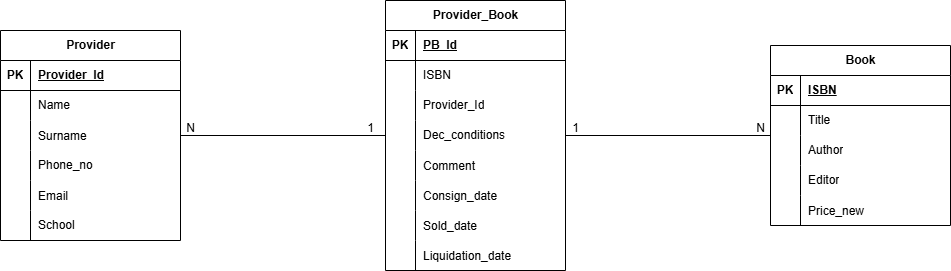 Provider
PK Provider_Id
Name
Surname
Phone_no
Email
School
N
1
Provider_Book
PK PB_Id
ISBN
Provider_Id
Dec_conditions
Comment
Consign_date
Sold_date
Liquidation_date
1
N
Book
PK ISBN
Title
Author
Editor
Price_new